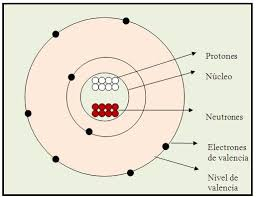 Protones
Núcleo
Neutrones
Electrones
de valencia
Nivel de
valencia